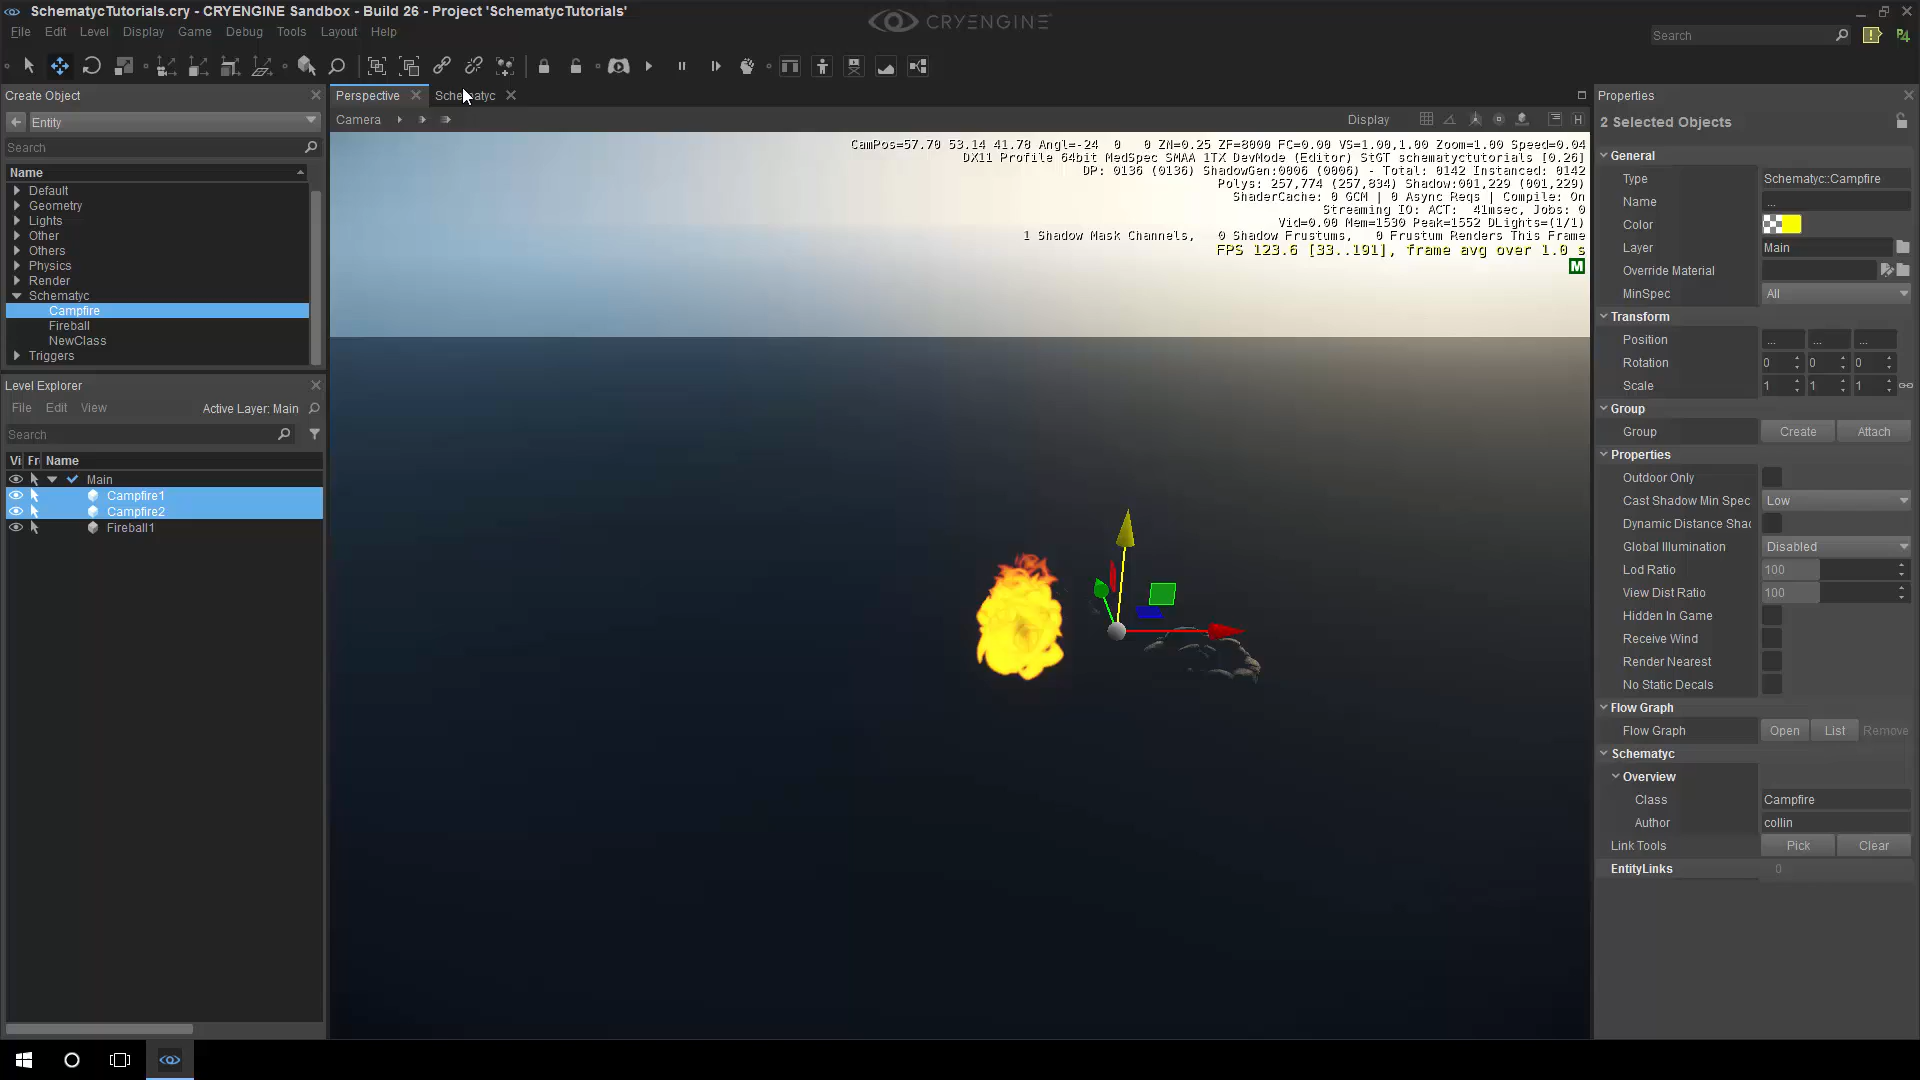 SchematycTutorials.cry - CRYENGINE Sandbox - Build 26 - Project 'SchematycTutorials'
CRYENGINE
File Edit Level Display Game Debug Tools Layout Help
Search
P4
Create Object
Entity
Search
Name
Default
Geometry
Lights
Other
Others
Physics
Render
Schematyc
Campfire
Fireball
NewClass
Triggers
Level Explorer
File Edit View Active Layer: Main
Search
Vi Fr Name
Main
Campfire1
Campfire2
Fireball1
Perspective Schematyc
Camera Display
CamPos=57.70 53.14 41.78 Angl=-24 0 0 ZN=0.25 ZF=8000 FC=0.00 VS=1.00,1.00 Zoom=1.00 Speed=0.04
DX11 Profile 64bit MedSpec SMAA 1TX DevMode (Editor) StGT schematyctutorials [0.26]
DP: 0136 (0136) ShadowGen:0006 (0006) - Total: 0142 Instanced: 0142
Polys: 257,774 (257,834) Shadow:001,229 (001,229)
ShaderCache: 0 GCM | 0 Async Reqs | Compile: On
Streaming IO: ACT: 41msec, Jobs: 0
Vid=0.00 Mem=1530 Peak=1552 DLights=(1/1)
1 Shadow Mask Channels, 0 Shadow Frustums, 0 Frustum Renders This Frame
FPS 123.6 [33..191], frame avg over 1.0 s
M
Properties
2 Selected Objects
General
Type Schematyc::Campfire
Name ...
Color
Layer Main
Override Material
MinSpec All
Transform
Position ... ... ...
Rotation 0 0 0
Scale 1 1 1
Group
Group Create Attach
Properties
Outdoor Only
Cast Shadow Min Spec Low
Dynamic Distance Shac
Global Illumination Disabled
Lod Ratio 100
View Dist Ratio 100
Hidden In Game
Receive Wind
Render Nearest
No Static Decals
Flow Graph
Flow Graph Open List Remove
Schematyc
Overview
Class Campfire
Author collin
Link Tools Pick Clear
EntityLinks 0